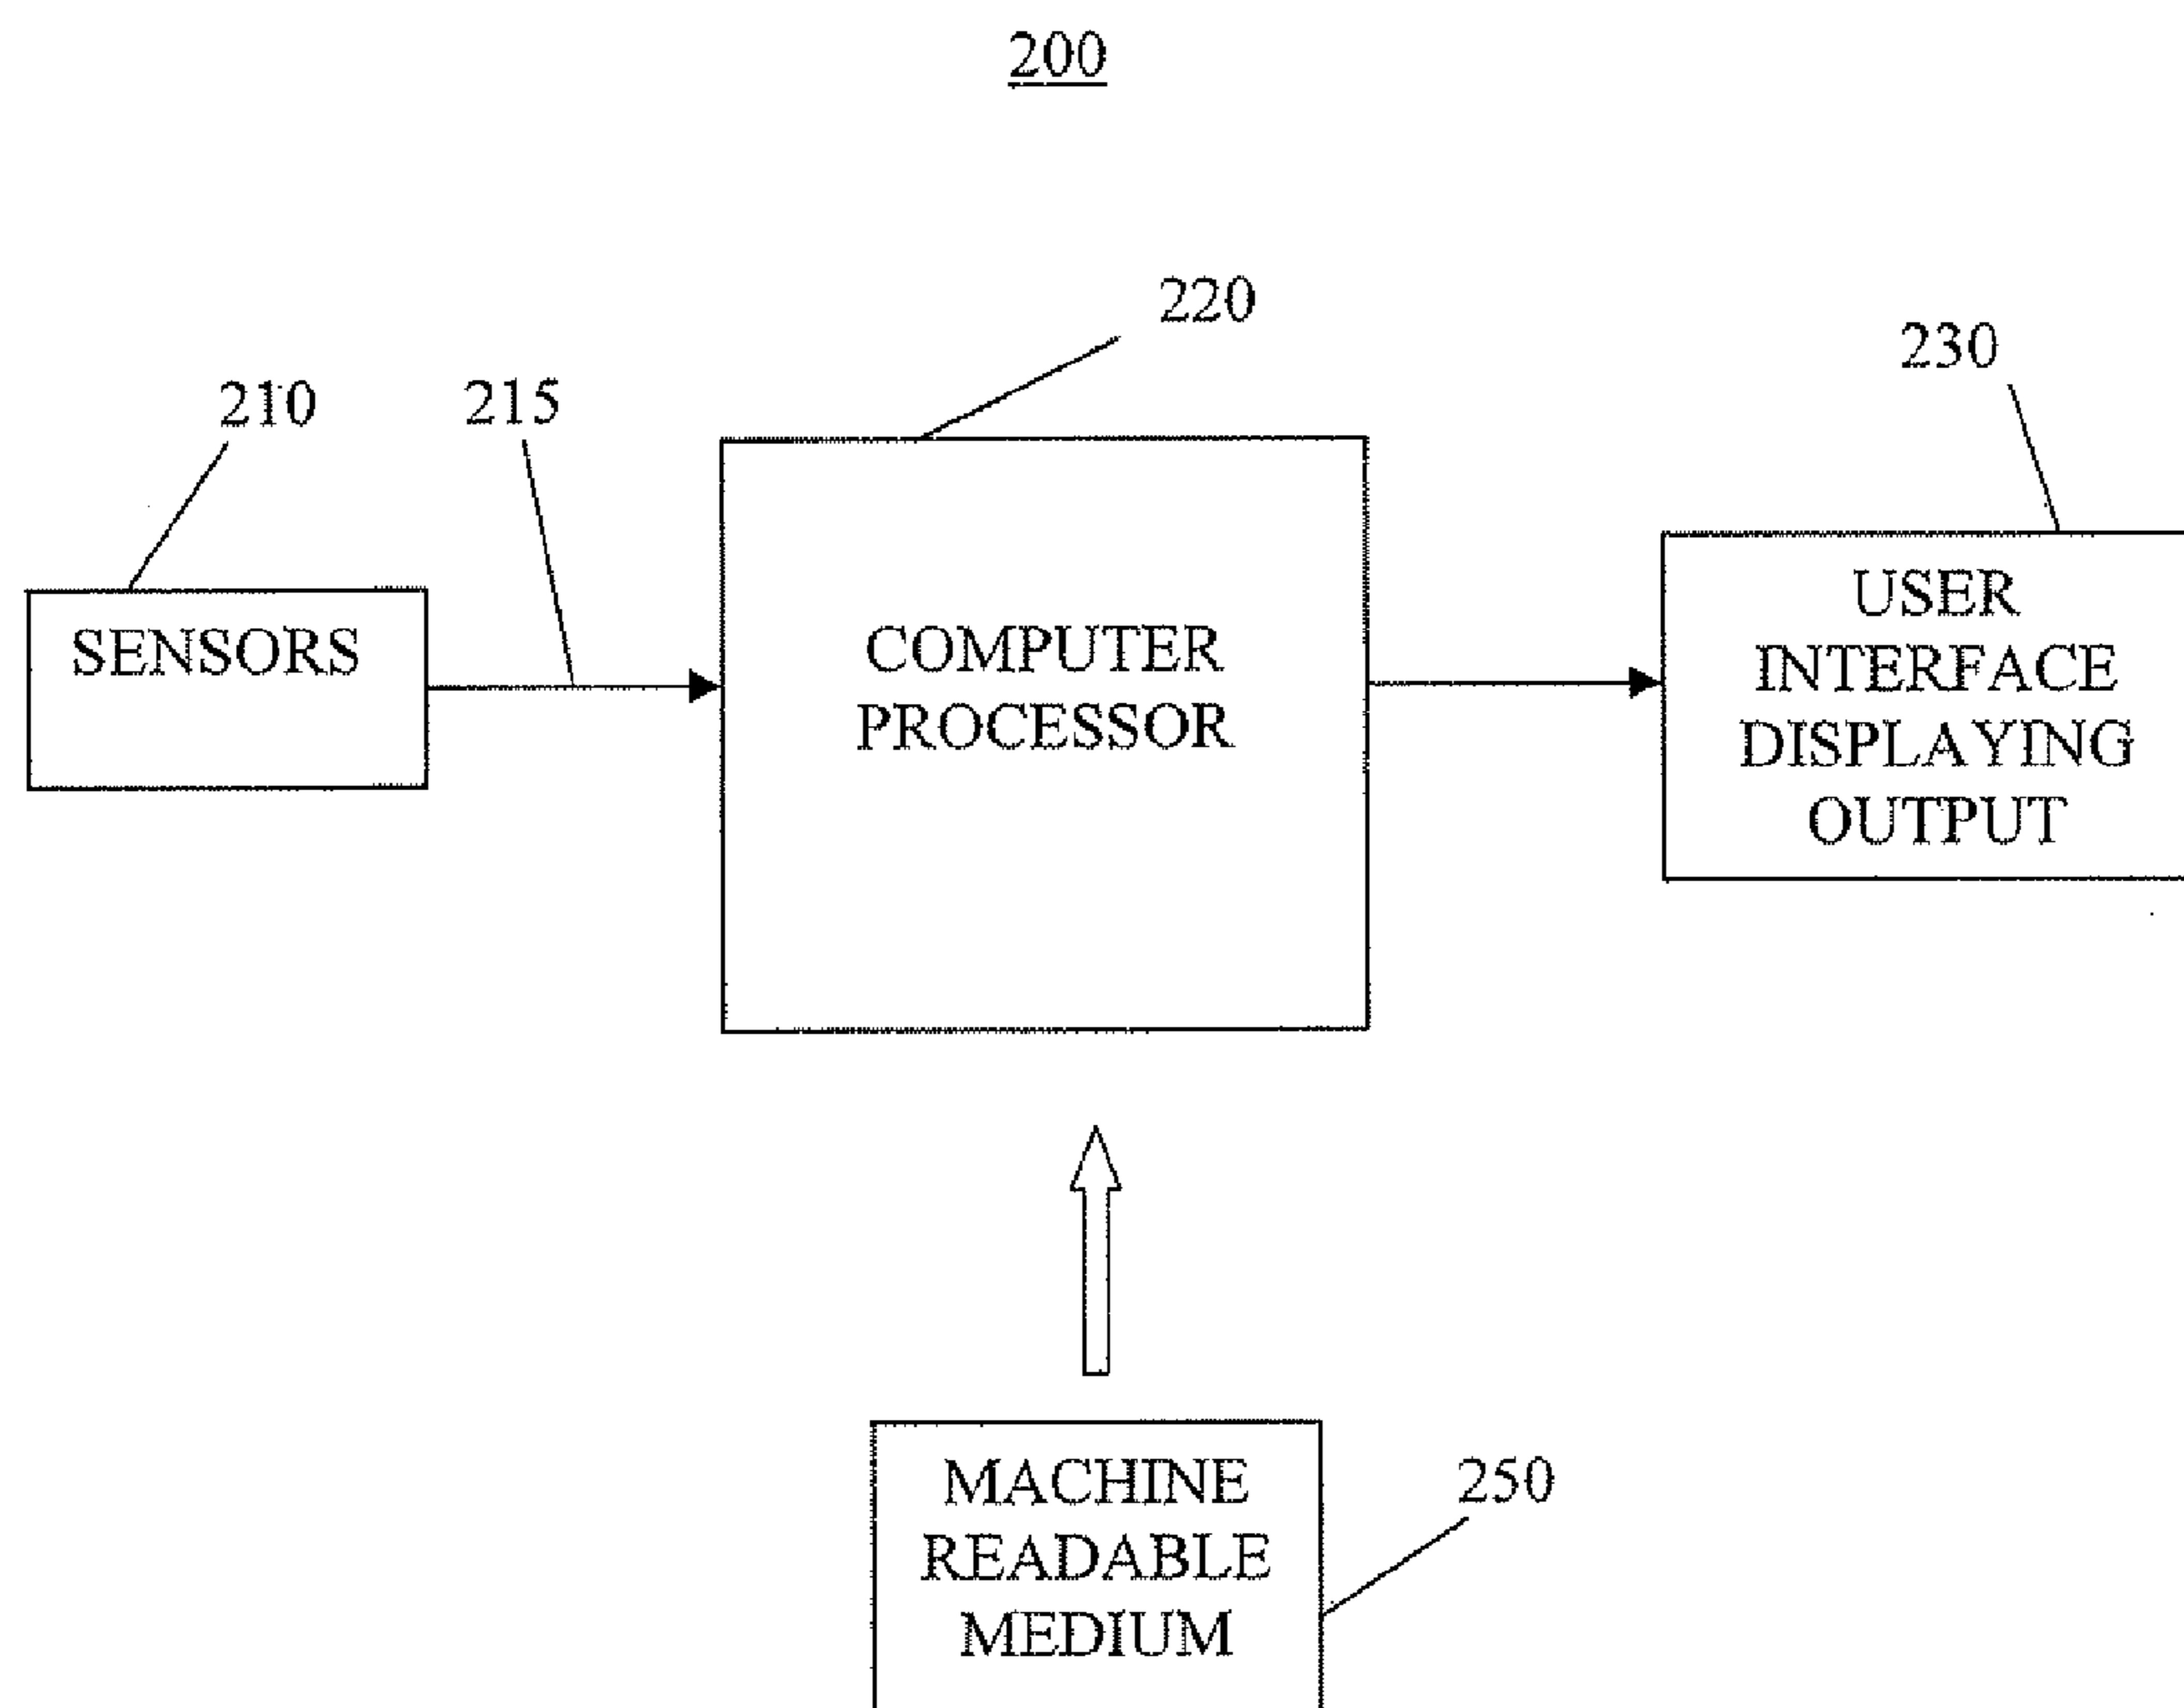 200
220
230
210
215
SENSORS
COMPUTER
PROCESSOR
USER
INTERFACE
DISPLAYING
OUTPUT
MACHINE
READABLE
MEDIUM
250